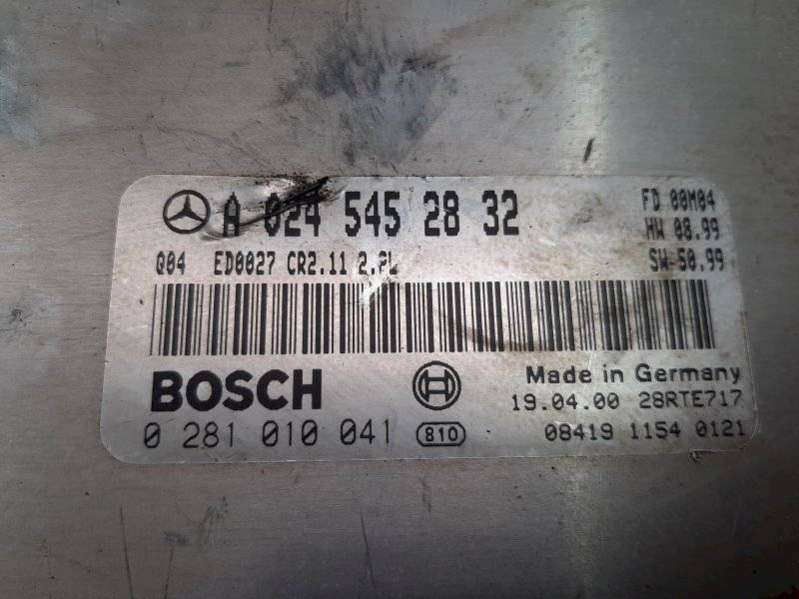 A 024 545 28 32
FD 00M04
HW 08.99
Q04 ED0027 CR2.11 2.2L
SW-50.99
BOSCH
Made in Germany
19.04.00 28RTE717
0 281 010 041 810 08419 1154 0121